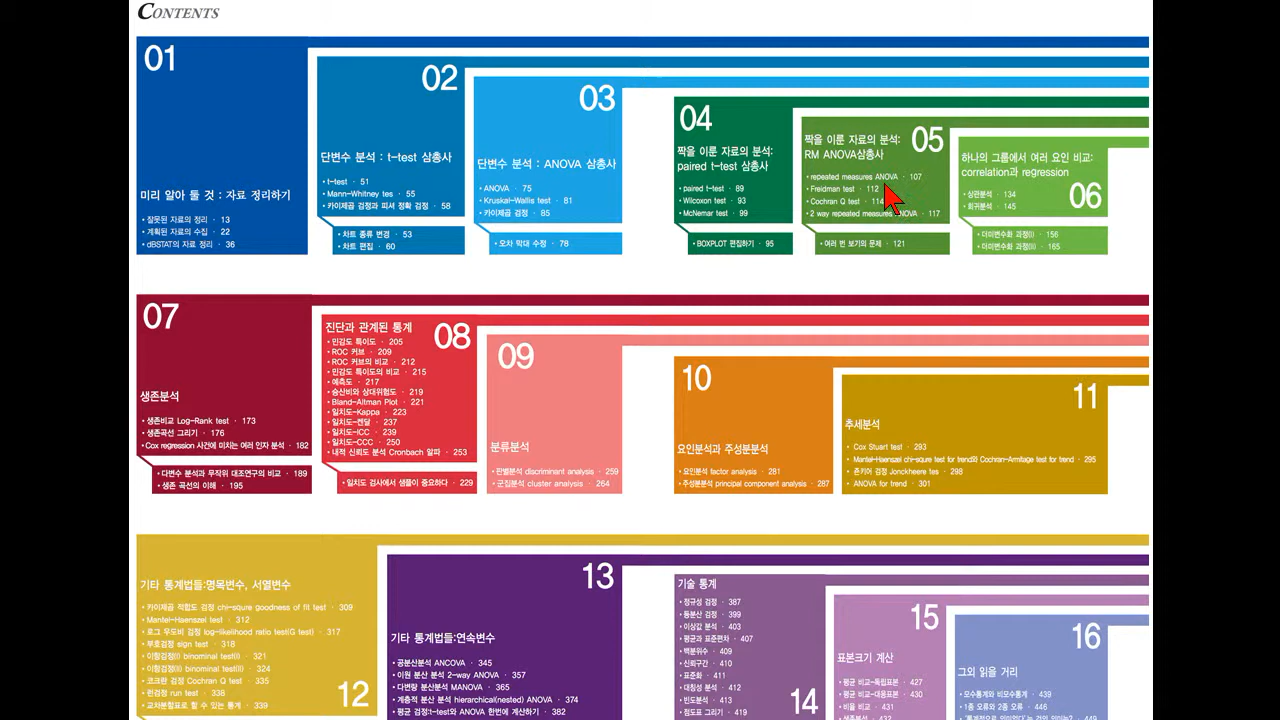 CONTENTS
01
미리 알아 둘 것 : 자료 정리하기
• 잘못된 자료의 정리 · 13
• 계획된 자료의 수집 · 22
• dBSTAT의 자료 정리 · 36
02
단변수 분석 : t-test 삼총사
• t-test · 51
• Mann-Whitney tes · 55
• 카이제곱 검정과 피셔 정확 검정 · 58
• 차트 종류 변경 · 53
• 차트 편집 · 60
03
단변수 분석 : ANOVA 삼총사
• ANOVA · 75
• Kruskal-Wallis test · 81
• 카이제곱 검정 · 85
• 오차 막대 수정 · 78
04
짝을 이룬 자료의 분석:
paired t-test 삼총사
• paired t-test · 89
• Wilcoxon test · 93
• McNemar test · 99
• BOXPLOT 편집하기 · 95
05
짝을 이룬 자료의 분석:
RM ANOVA삼총사
• repeated measures ANOVA · 107
• Freidman test · 112
• Cochran Q test · 114
• 2 way repeated measures ANOVA · 117
• 여러 번 보기의 문제 · 121
하나의 그룹에서 여러 요인 비교:
correlation과 regression
06
• 상관분석 · 134
• 회귀분석 · 145
• 더미변수화 과정(I) · 156
• 더미변수화 과정(II) · 165
07
생존분석
• 생존비교 Log-Rank test · 173
• 생존곡선 그리기 · 176
• Cox regression 사건에 미치는 여러 인자 분석 · 182
• 다변수 분석과 무작위 대조연구의 비교 · 189
• 생존 곡선의 이해 · 195
진단과 관계된 통계
08
• 민감도 특이도 · 205
• ROC 커브 · 209
• ROC 커브의 비교 · 212
• 민감도 특이도의 비교 · 215
• 예측도 · 217
• 승산비와 상대위험도 · 219
• Bland-Altman Plot · 221
• 일치도-Kappa · 223
• 일치도-켄달 · 237
• 일치도-ICC · 239
• 일치도-CCC · 250
• 내적 신뢰도 분석 Cronbach 알파 · 253
• 일치도 검사에서 샘플이 중요하다 · 229
09
분류분석
• 판별분석 discriminant analysis · 259
• 군집분석 cluster analysis · 264
10
요인분석과 주성분분석
• 요인분석 factor analysis · 281
• 주성분분석 principal component analysis · 287
11
추세분석
• Cox Stuart test · 293
• Mantel-Haenszel chi-squre test for trend와 Cochran-Armitage test for trend · 295
• 죤키어 검정 Jonckheere tes · 298
• ANOVA for trend · 301
기타 통계법들:명목변수, 서열변수
• 카이제곱 적합도 검정 chi-squre goodness of fit test · 309
• Mantel-Haenszel test · 312
• 로그 우도비 검정 log-likelihood ratio test(G test) · 317
• 부호검정 sign test · 318
• 이항검정(I) binominal test(I) · 321
• 이항검정(II) binominal test(II) · 324
• 코크란 검정 Cochran Q test · 335
• 런검정 run test · 338
• 교차분할표로 할 수 있는 통계 · 339
12
13
기타 통계법들:연속변수
• 공분산분석 ANCOVA · 345
• 이원 분산 분석 2-way ANOVA · 357
• 다변량 분산분석 MANOVA · 365
• 계층적 분산 분석 hierarchical(nested) ANOVA · 374
• 평균 검정:t-test와 ANOVA 한번에 계산하기 · 382
기술 통계
• 정규성 검정 · 387
• 등분산 검정 · 399
• 이상값 분석 · 403
• 평균과 표준편차 · 407
• 백분위수 · 409
• 신뢰구간 · 410
• 표준화 · 411
• 대칭성 분석 · 412
• 빈도분석 · 413
• 첨도표 그리기 · 419
14
15
표본크기 계산
• 평균 비교-독립표본 · 427
• 평균 비교-대응표본 · 430
• 비율 비교 · 431
• 생존분석 · 432
16
그외 읽을 거리
• 모수통계와 비모수통계 · 439
• 1종 오류와 2종 오류 · 446